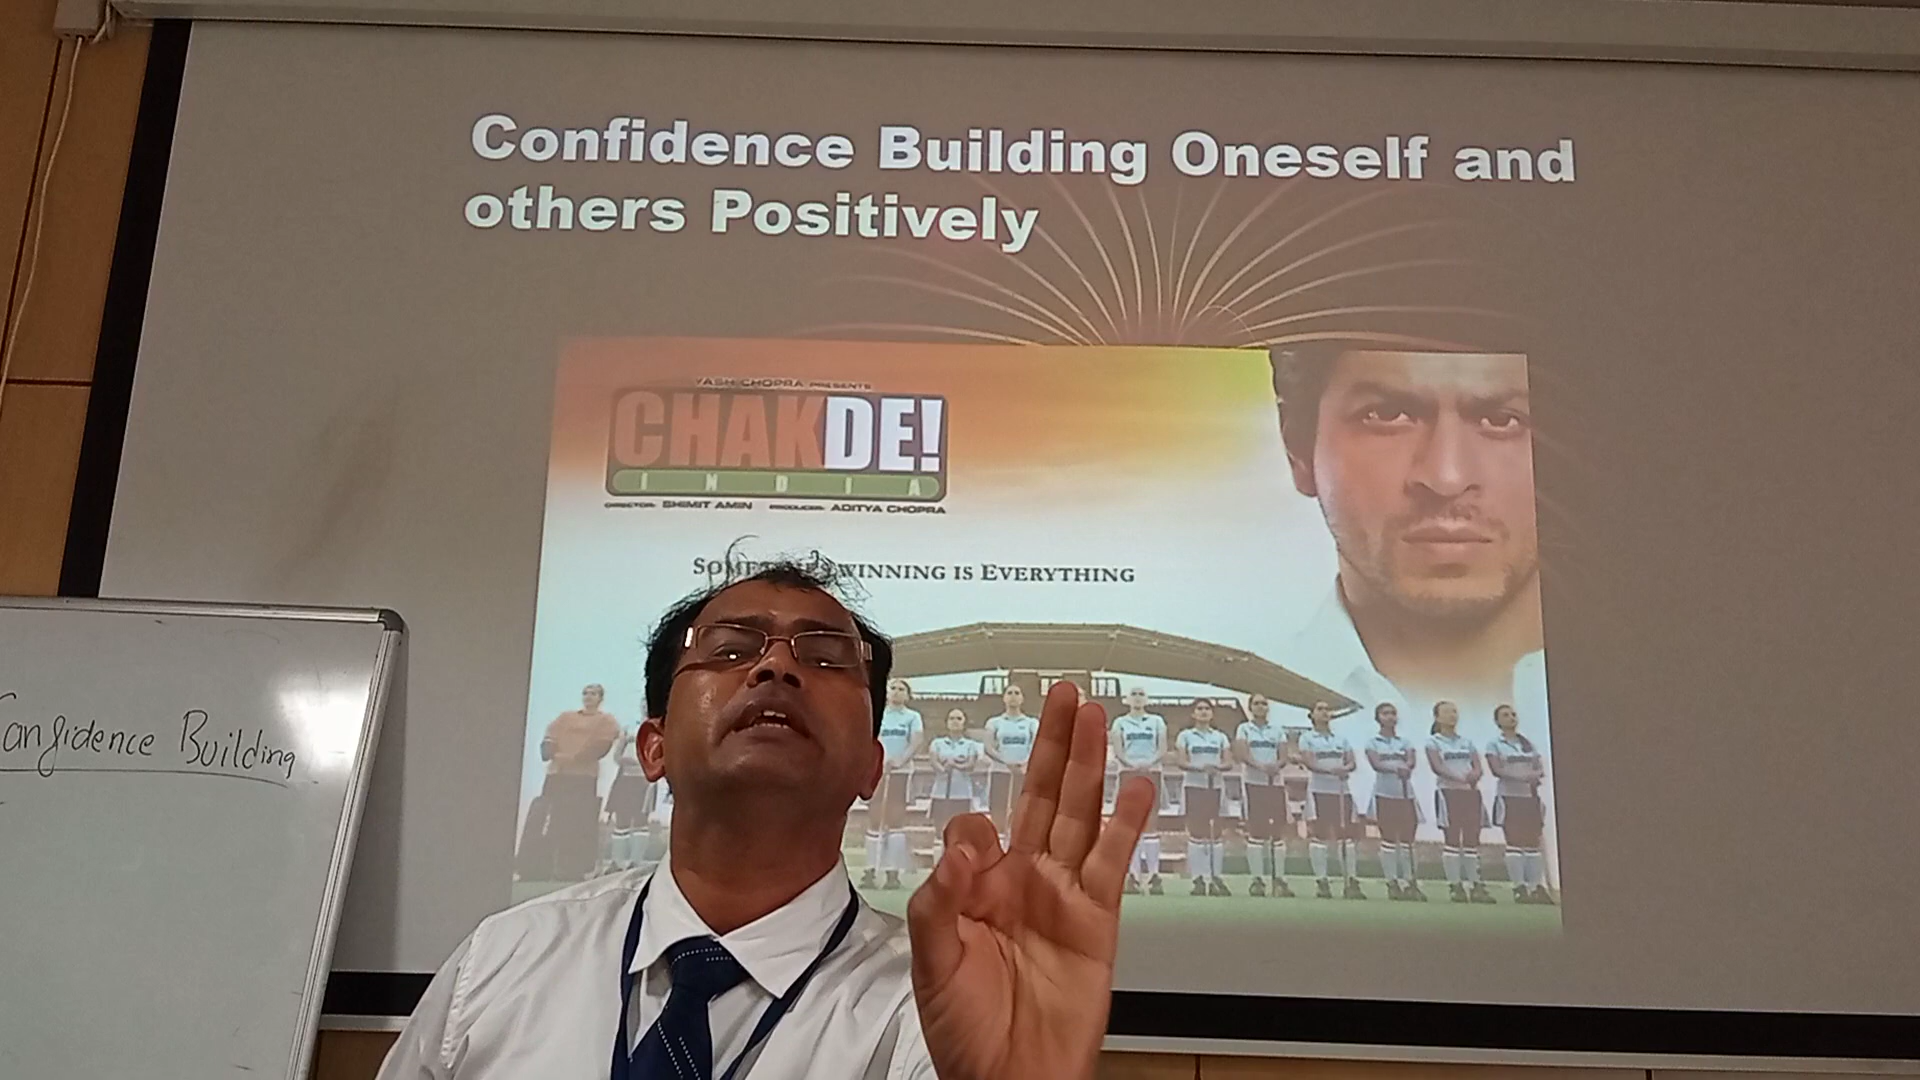 Confidence Building Oneself and
others Positively
YASH CHOPRA PRESENTS
CHAK DE!
INDIA
DIRECTOR: SHIMIT AMIN PRODUCER: ADITYA CHOPRA
WINNING IS EVERYTHING
Confidence Building